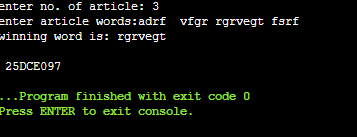 enter no. of article: 3
enter article words:adrf  vfgr rgrvegt fsrf
winning word is: rgrvegt
25DCE097
...Program finished with exit code 0
Press ENTER to exit console.